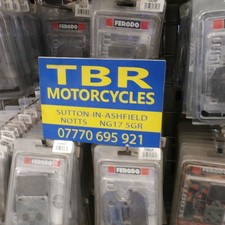 FERODO
FERODO
TBR
MOTORCYCLES
SUTTON-IN-ASHFIELD
NOTTS NG17 5GR
07770 695 921
FERODO
FERODO